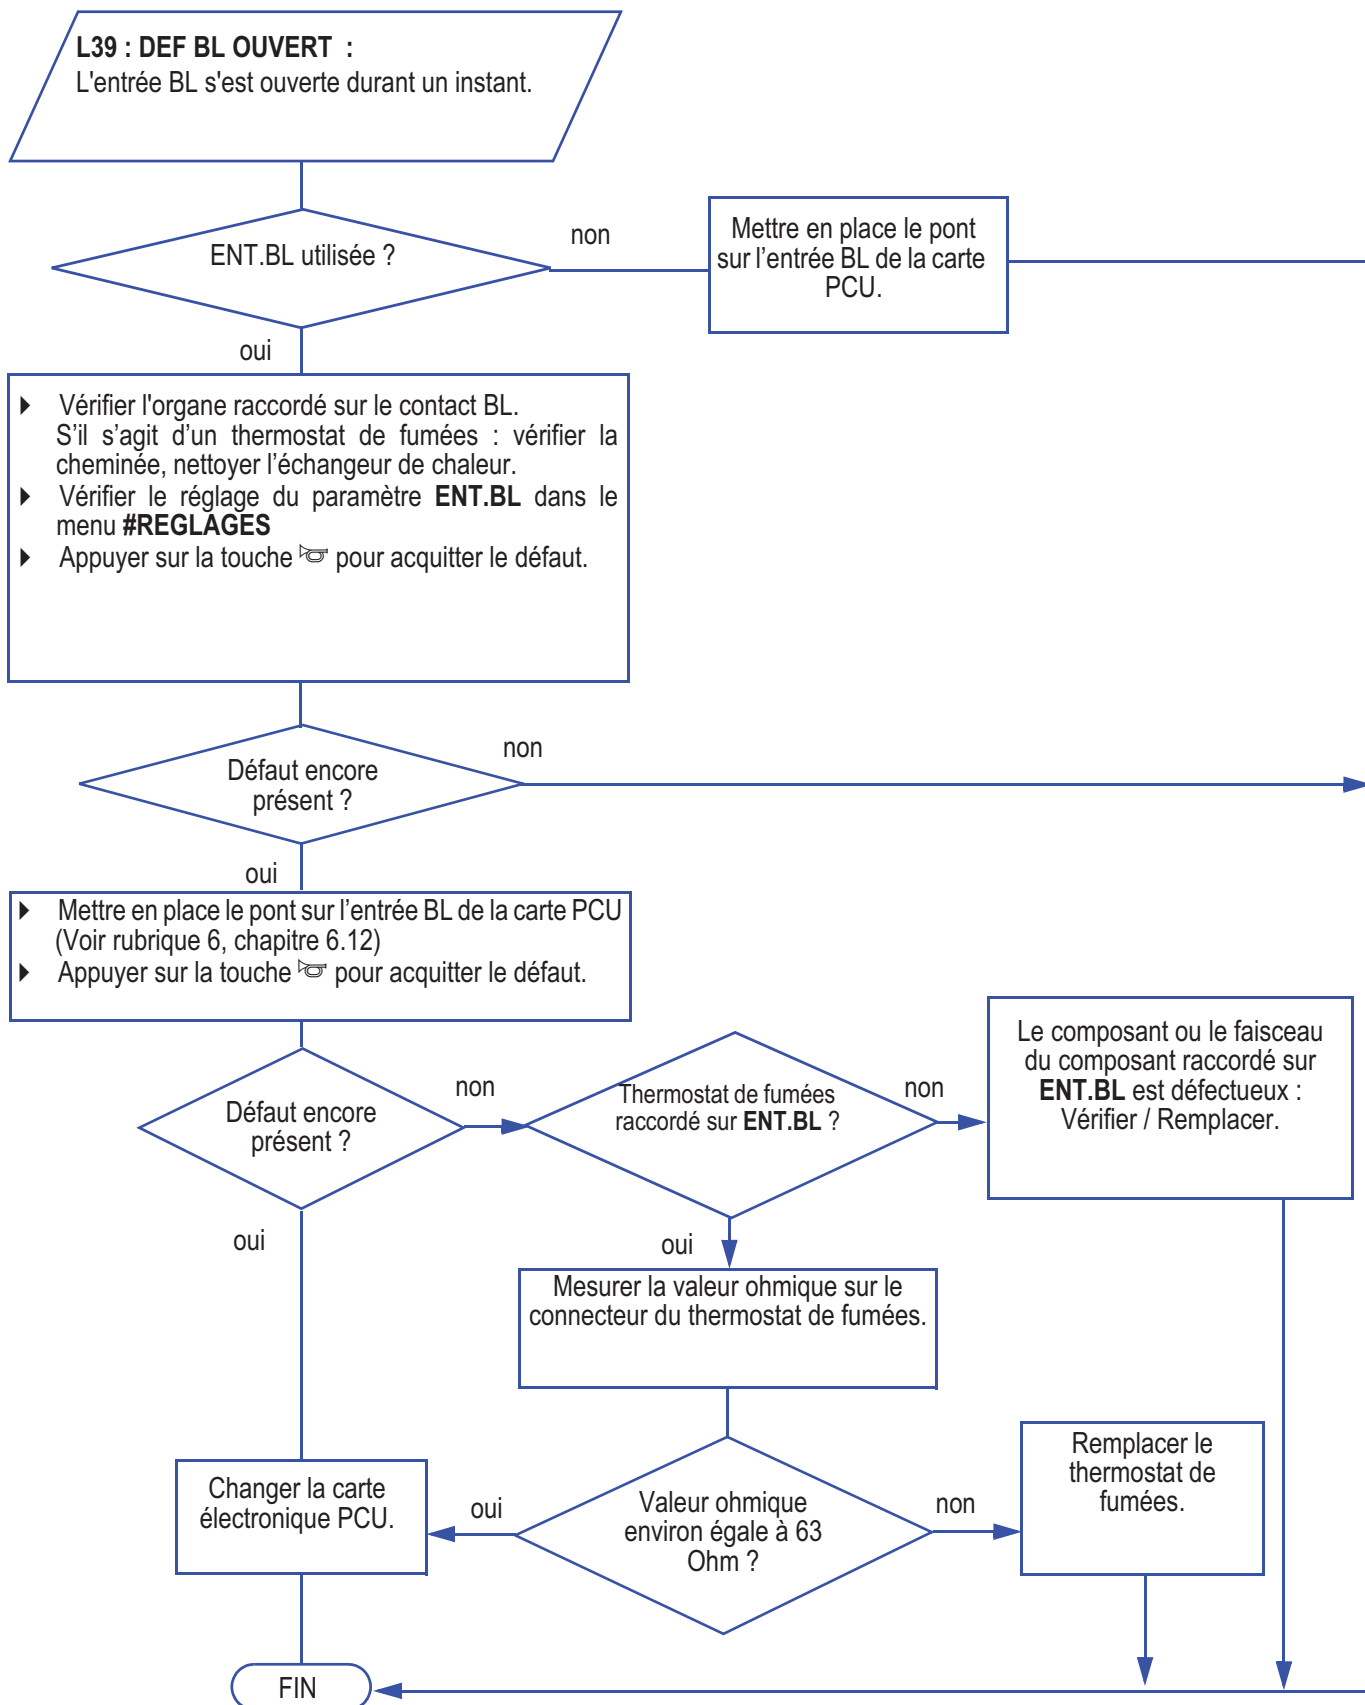 L39 : DEF BL OUVERT :
L'entrée BL s'est ouverte durant un instant.
ENT.BL utilisée ?
non
Mettre en place le pont
sur l’entrée BL de la carte
PCU.
oui
Vérifier l'organe raccordé sur le contact BL.
S’il s’agit d’un thermostat de fumées : vérifier la
cheminée, nettoyer l’échangeur de chaleur.
Vérifier le réglage du paramètre ENT.BL dans le
menu #REGLAGES
Appuyer sur la touche pour acquitter le défaut.
Défaut encore
présent ?
non
oui
Mettre en place le pont sur l’entrée BL de la carte PCU
(Voir rubrique 6, chapitre 6.12)
Appuyer sur la touche pour acquitter le défaut.
Défaut encore
présent ?
non
Thermostat de fumées
raccordé sur ENT.BL ?
non
Le composant ou le faisceau
du composant raccordé sur
ENT.BL est défectueux :
Vérifier / Remplacer.
oui
oui
Mesurer la valeur ohmique sur le
connecteur du thermostat de fumées.
Changer la carte
électronique PCU.
oui
Valeur ohmique
environ égale à 63
Ohm ?
non
Remplacer le
thermostat de
fumées.
FIN